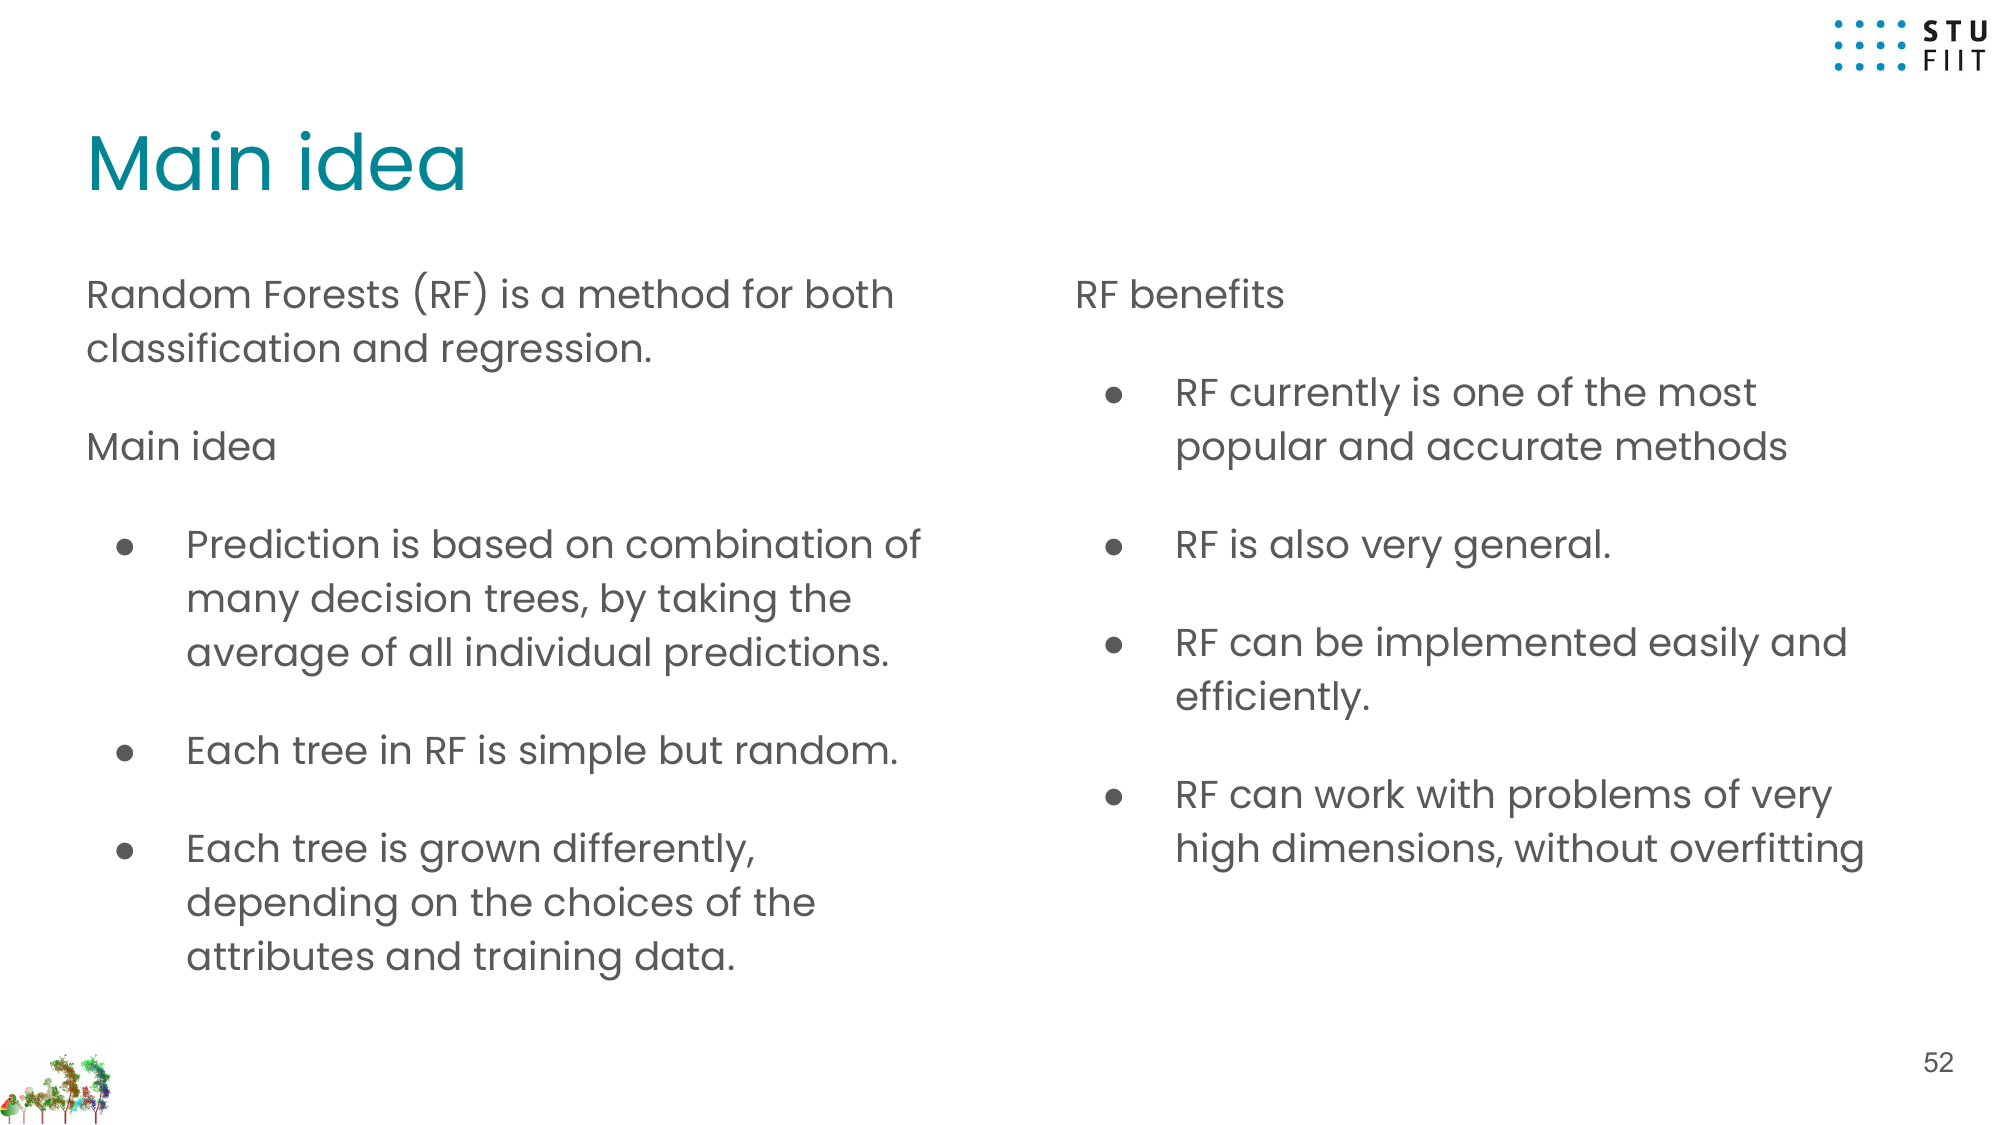 STU
FIIT
Main idea
Random Forests (RF) is a method for both
classification and regression.
Main idea
● Prediction is based on combination of
many decision trees, by taking the
average of all individual predictions.
● Each tree in RF is simple but random.
● Each tree is grown differently,
depending on the choices of the
attributes and training data.
RF benefits
● RF currently is one of the most
popular and accurate methods
● RF is also very general.
● RF can be implemented easily and
efficiently.
● RF can work with problems of very
high dimensions, without overfitting
52